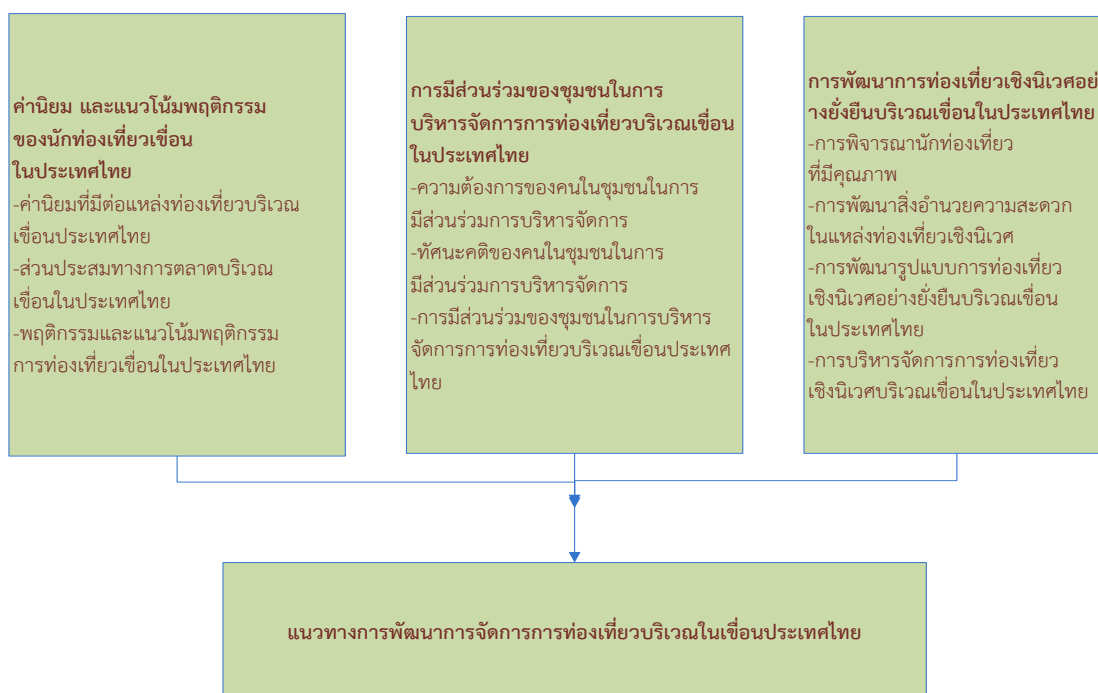 ค่านิยม และแนวโน้มพฤติกรรม
ของนักท่องเที่ยวเขื่อน
ในประเทศไทย
-ค่านิยมที่มีต่อแหล่งท่องเที่ยวบริเวณ
เขื่อนประเทศไทย
-ส่วนประสมทางการตลาดบริเวณ
เขื่อนในประเทศไทย
-พฤติกรรมและแนวโน้มพฤติกรรม
การท่องเที่ยวเขื่อนในประเทศไทย
การมีส่วนร่วมของชุมชนในการ
บริหารจัดการการท่องเที่ยวบริเวณเขื่อน
ในประเทศไทย
-ความต้องการของคนในชุมชนในการ
มีส่วนร่วมการบริหารจัดการ
-ทัศนะคติของคนในชุมชนในการ
มีส่วนร่วมการบริหารจัดการ
-การมีส่วนร่วมของชุมชนในการบริหาร
จัดการการท่องเที่ยวบริเวณเขื่อนประเทศ
ไทย
การพัฒนาการท่องเที่ยวเชิงนิเวศอย่
างยั่งยืนบริเวณเขื่อนในประเทศไทย
-การพิจารณานักท่องเที่ยว
ที่มีคุณภาพ
-การพัฒนาสิ่งอำนวยความสะดวก
ในแหล่งท่องเที่ยวเชิงนิเวศ
-การพัฒนารูปแบบการท่องเที่ยว
เชิงนิเวศอย่างยั่งยืนบริเวณเขื่อน
ในประเทศไทย
-การบริหารจัดการการท่องเที่ยว
เชิงนิเวศบริเวณเขื่อนในประเทศไทย
แนวทางการพัฒนาการจัดการการท่องเที่ยวบริเวณในเขื่อนประเทศไทย